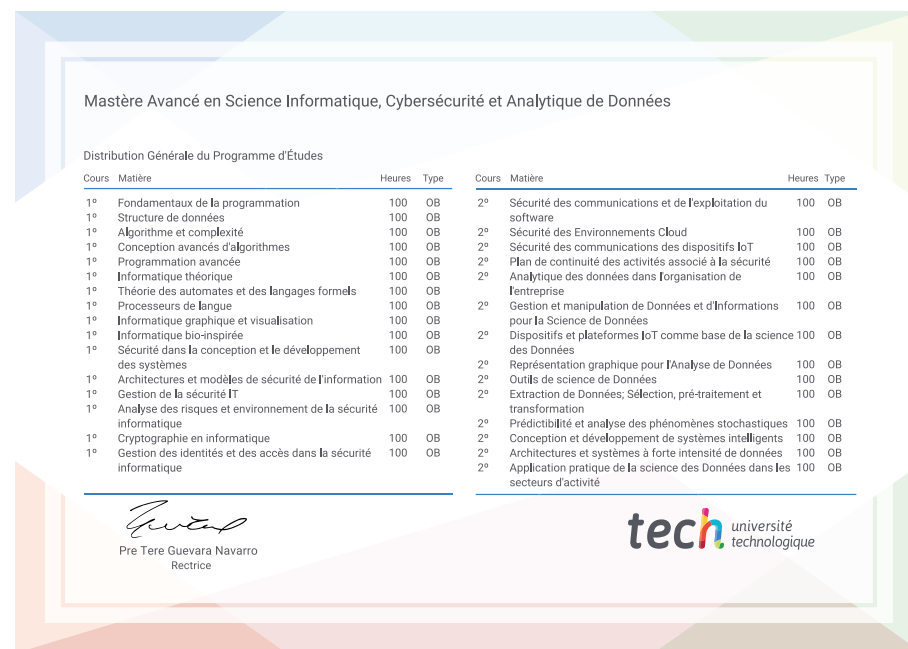 Mastère Avancé en Science Informatique, Cybersécurité et Analytique de Données
Distribution Générale du Programme d'Études
Cours Matière Heures Type
1º Fondamentaux de la programmation 100 OB
1º Structure de données 100 OB
1º Algorithme et complexité 100 OB
1º Conception avancés d'algorithmes 100 OB
1º Programmation avancée 100 OB
1º Informatique théorique 100 OB
1º Théorie des automates et des langages formels 100 OB
1º Processeurs de langue 100 OB
1º Informatique graphique et visualisation 100 OB
1º Informatique bio-inspirée 100 OB
1º Sécurité dans la conception et le développement 100 OB
des systèmes
1º Architectures et modèles de sécurité de l'information 100 OB
1º Gestion de la sécurité IT 100 OB
1º Analyse des risques et environnement de la sécurité 100 OB
informatique
1º Cryptographie en informatique 100 OB
1º Gestion des identités et des accès dans la sécurité 100 OB
informatique
Cours Matière Heures Type
2º Sécurité des communications et de l'exploitation du 100 OB
software
2º Sécurité des Environnements Cloud 100 OB
2º Sécurité des communications des dispositifs IoT 100 OB
2º Plan de continuité des activités associé à la sécurité 100 OB
2º Analytique des données dans l'organisation de 100 OB
l'entreprise
2º Gestion et manipulation de Données et d'Informations 100 OB
pour la Science de Données
2º Dispositifs et plateformes IoT comme base de la science 100 OB
des Données
2º Représentation graphique pour l'Analyse de Données 100 OB
2º Outils de science de Données 100 OB
2º Extraction de Données; Sélection, pré-traitement et 100 OB
transformation
2º Prédictibilité et analyse des phénomènes stochastiques 100 OB
2º Conception et développement de systèmes intelligents 100 OB
2º Architectures et systèmes à forte intensité de données 100 OB
2º Application pratique de la science des Données dans les 100 OB
secteurs d'activité
Pre Tere Guevara Navarro
Rectrice
tech université
technologique